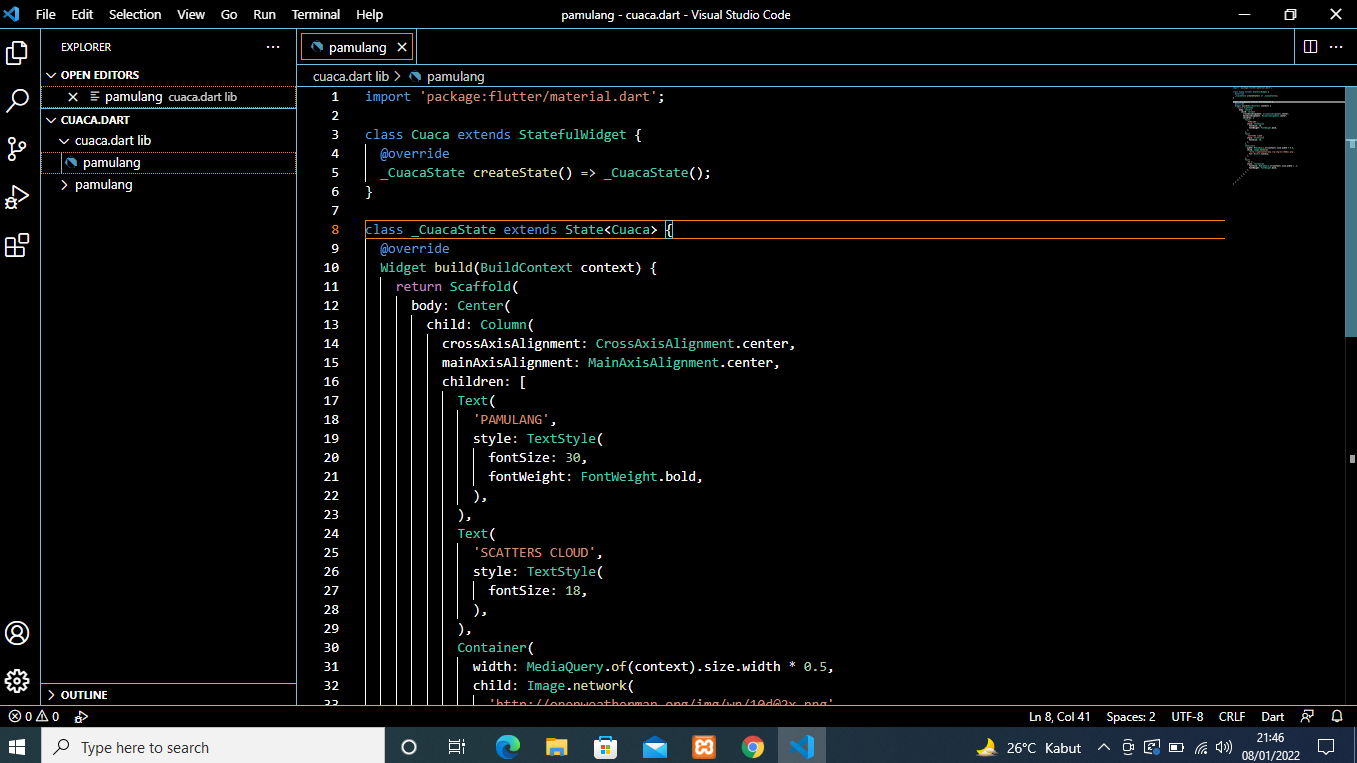 File Edit Selection View Go Run Terminal Help
pamulang - cuaca.dart - Visual Studio Code
EXPLORER
OPEN EDITORS
pamulang cuaca.dart lib
CUACA.DART
cuaca.dart lib
pamulang
pamulang
OUTLINE
pamulang
cuaca.dart lib > pamulang
1 import 'package:flutter/material.dart';
2
3 class Cuaca extends StatefulWidget {
4 @override
5 _CuacaState createState() => _CuacaState();
6 }
7
8 class _CuacaState extends State<Cuaca> {
9 @override
10 Widget build(BuildContext context) {
11 return Scaffold(
12 body: Center(
13 child: Column(
14 crossAxisAlignment: CrossAxisAlignment.center,
15 mainAxisAlignment: MainAxisAlignment.center,
16 children: [
17 Text(
18 'PAMULANG',
19 style: TextStyle(
20 fontSize: 30,
21 fontWeight: FontWeight.bold,
22 ),
23 ),
24 Text(
25 'SCATTERS CLOUD',
26 style: TextStyle(
27 fontSize: 18,
28 ),
29 ),
30 Container(
31 width: MediaQuery.of(context).size.width * 0.5,
32 child: Image.network(
33 'http://openweathermap.org/img/wn/10d@2x.png'
0 0
Ln 8, Col 41 Spaces: 2 UTF-8 CRLF Dart
Type here to search
26°C Kabut
21:46
08/01/2022